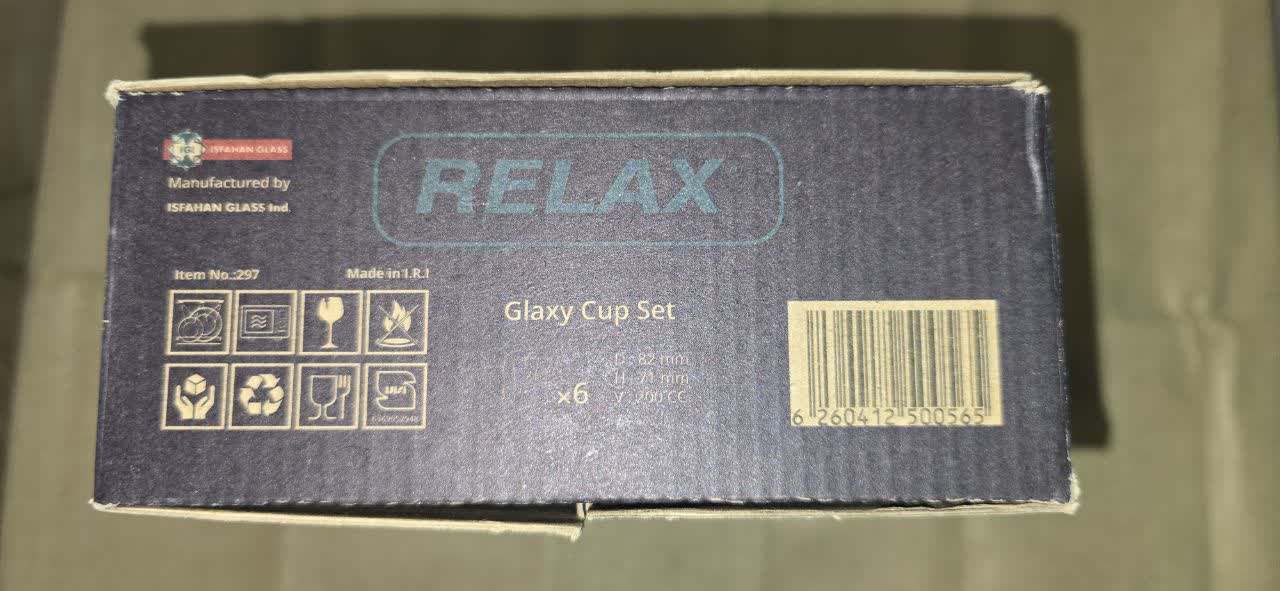 IGI
ISFAHAN GLASS
Manufactured by
ISFAHAN GLASS Ind.
RELAX
Item No.:297
Made in I.R.I
Glaxy Cup Set
×6
D : 82 mm
H : 71 mm
V : 200 CC
6 260412 500565